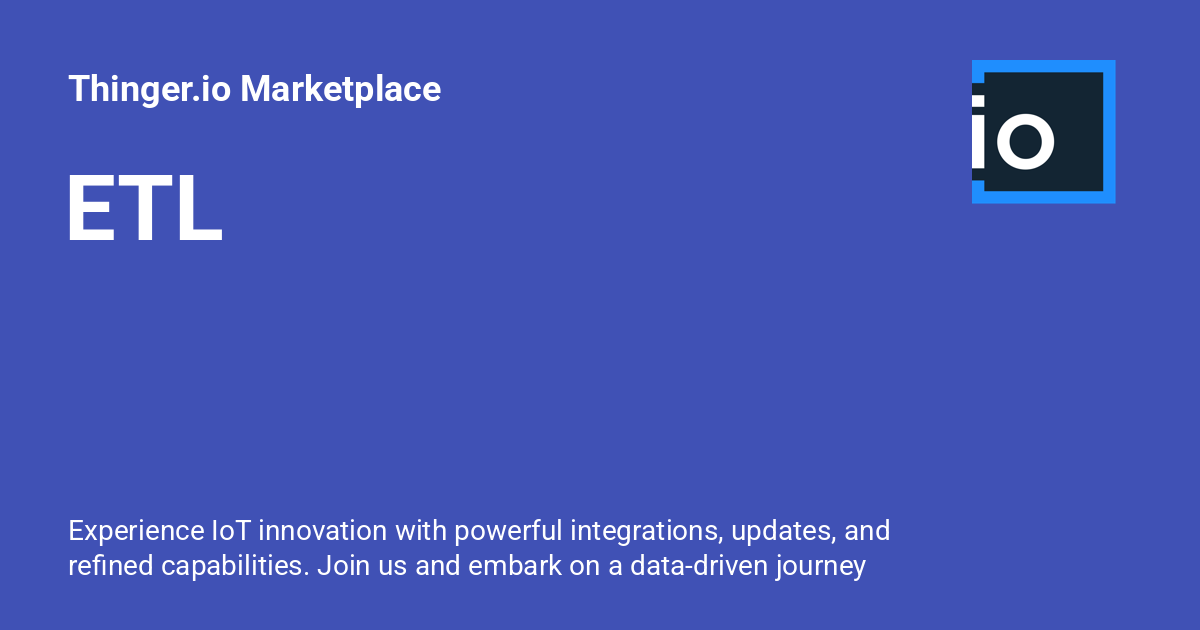 Thinger.io Marketplace
io
ETL
Experience IoT innovation with powerful integrations, updates, and
refined capabilities. Join us and embark on a data-driven journey